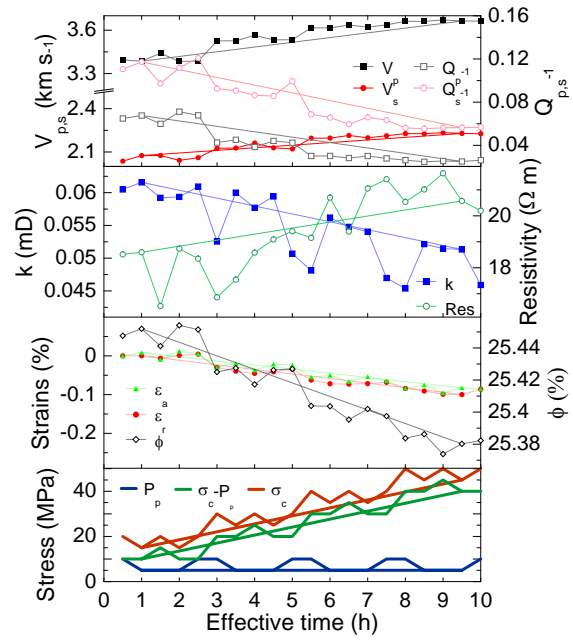 V p,s (km s-1)
3.6
3.3
2.4
2.1
V Q -1
p p
V Q -1
s s
0.16
0.12
0.08
0.04
Q p,s -1
k (mD)
0.06
0.055
0.05
0.045
k
Res
20
18
16
Resistivity (Ω m)
Strains (%)
0
-0.1
-0.2
ε a
ε r
ϕ
25.44
25.42
25.4
25.38
ϕ (%)
Stress (MPa)
40
20
0
P p σ c -P p σ c
0 1 2 3 4 5 6 7 8 9 10
Effective time (h)